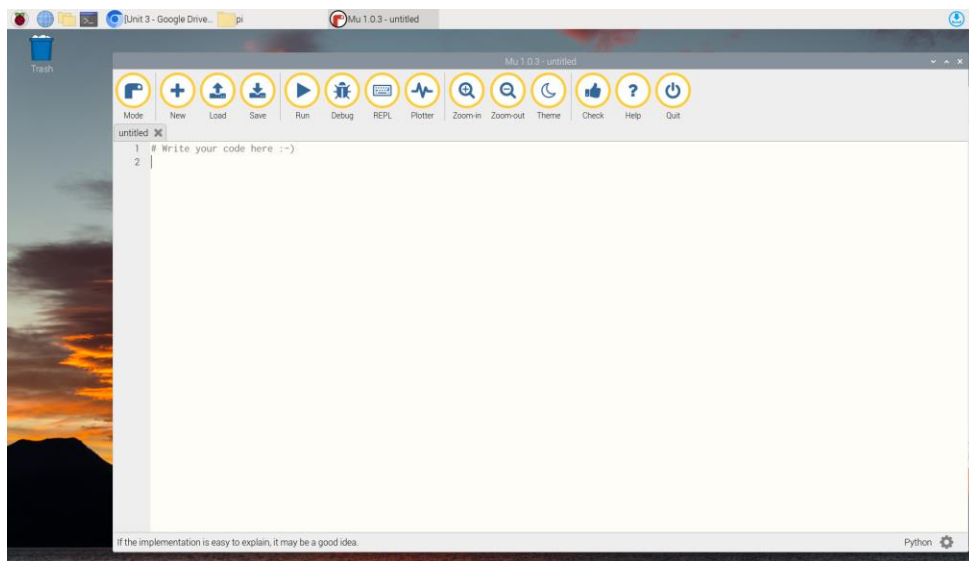 [Unit 3 - Google Drive... pi Mu 1.0.3 - untitled
Trash
Mu 1.0.3 - untitled
Mode New Load Save Run Debug REPL Plotter Zoom-in Zoom-out Theme Check Help Quit
untitled
1 # Write your code here :-)
2
If the implementation is easy to explain, it may be a good idea. Python